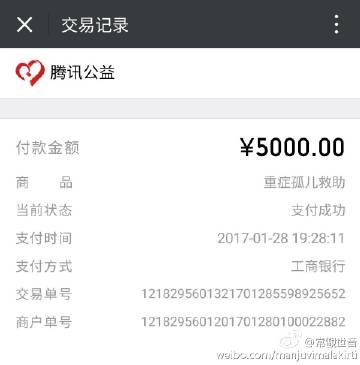 交易记录
腾讯公益
付款金额 ¥5000.00
商 品 重症孤儿救助
当前状态 支付成功
支付时间 2017-01-28 19:28:11
支付方式 工商银行
交易单号 1218295601321701285598925652
商户单号 1218295601201701280100022882
@常觀世音
weibo.com/manjuvimalakirti